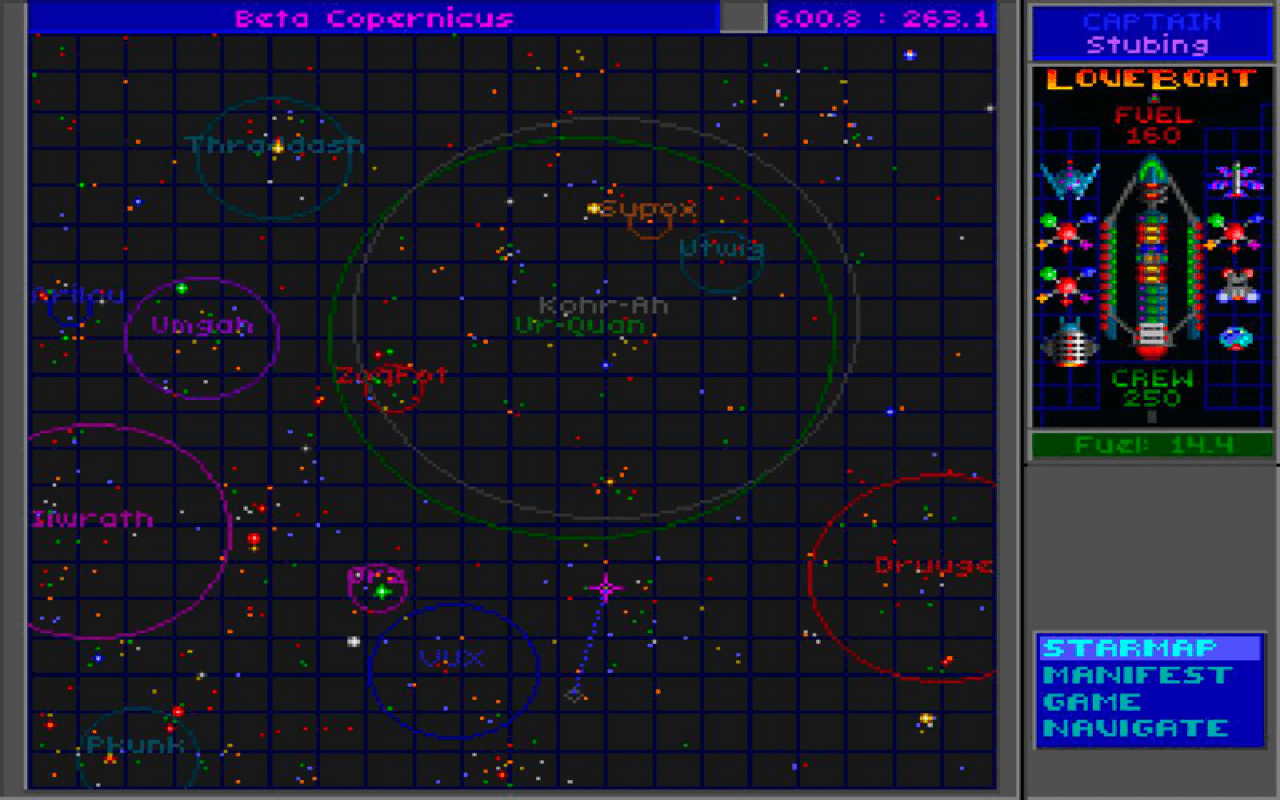 Beta Copernicus
600.8 : 263.1
CAPTAIN
Stubing
LOVEBOAT
FUEL
160
CREW
250
Fuel: 14.4
STARMAP
MANIFEST
GAME
NAVIGATE
Thraddash
Supox
Utwig
Kohr-Ah
Ur-Quan
Umgah
ZoqFot
Ilwrath
Druuge
VUX
Pkunk